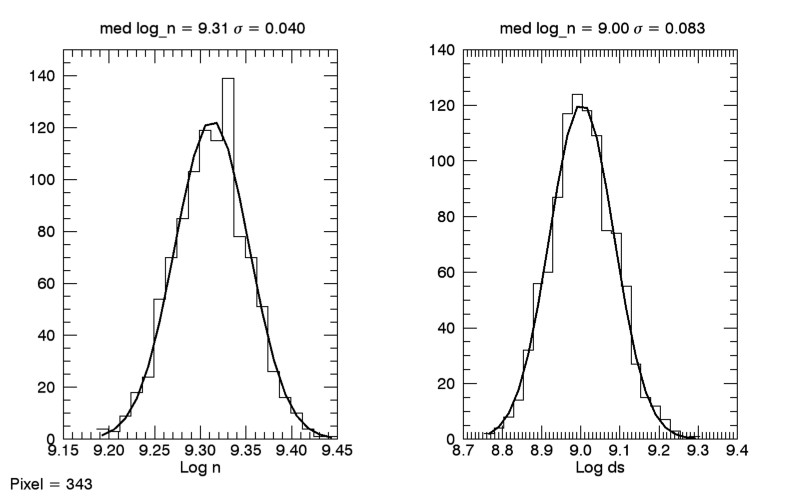 med log_n = 9.31 σ = 0.040
med log_n = 9.00 σ = 0.083
140
120
100
80
60
40
20
0
9.15 9.20 9.25 9.30 9.35 9.40 9.45
Log n
140
120
100
80
60
40
20
0
8.7 8.8 8.9 9.0 9.1 9.2 9.3 9.4
Log ds
Pixel = 343